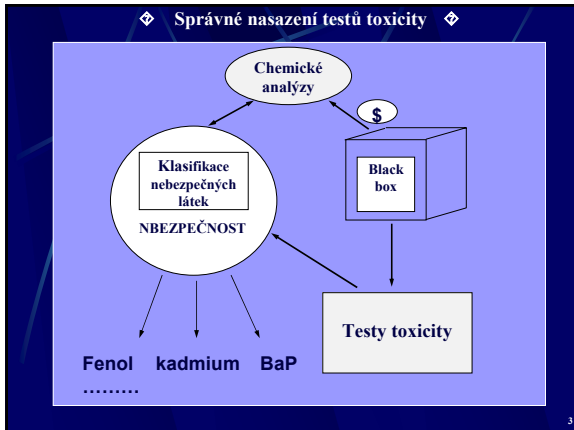 Správné nasazení testů toxicity
Chemické
analýzy
$
Klasifikace
nebezpečných
látek
NBEZPEČNOST
Black
box
Testy toxicity
Fenol kadmium BaP
.........
3